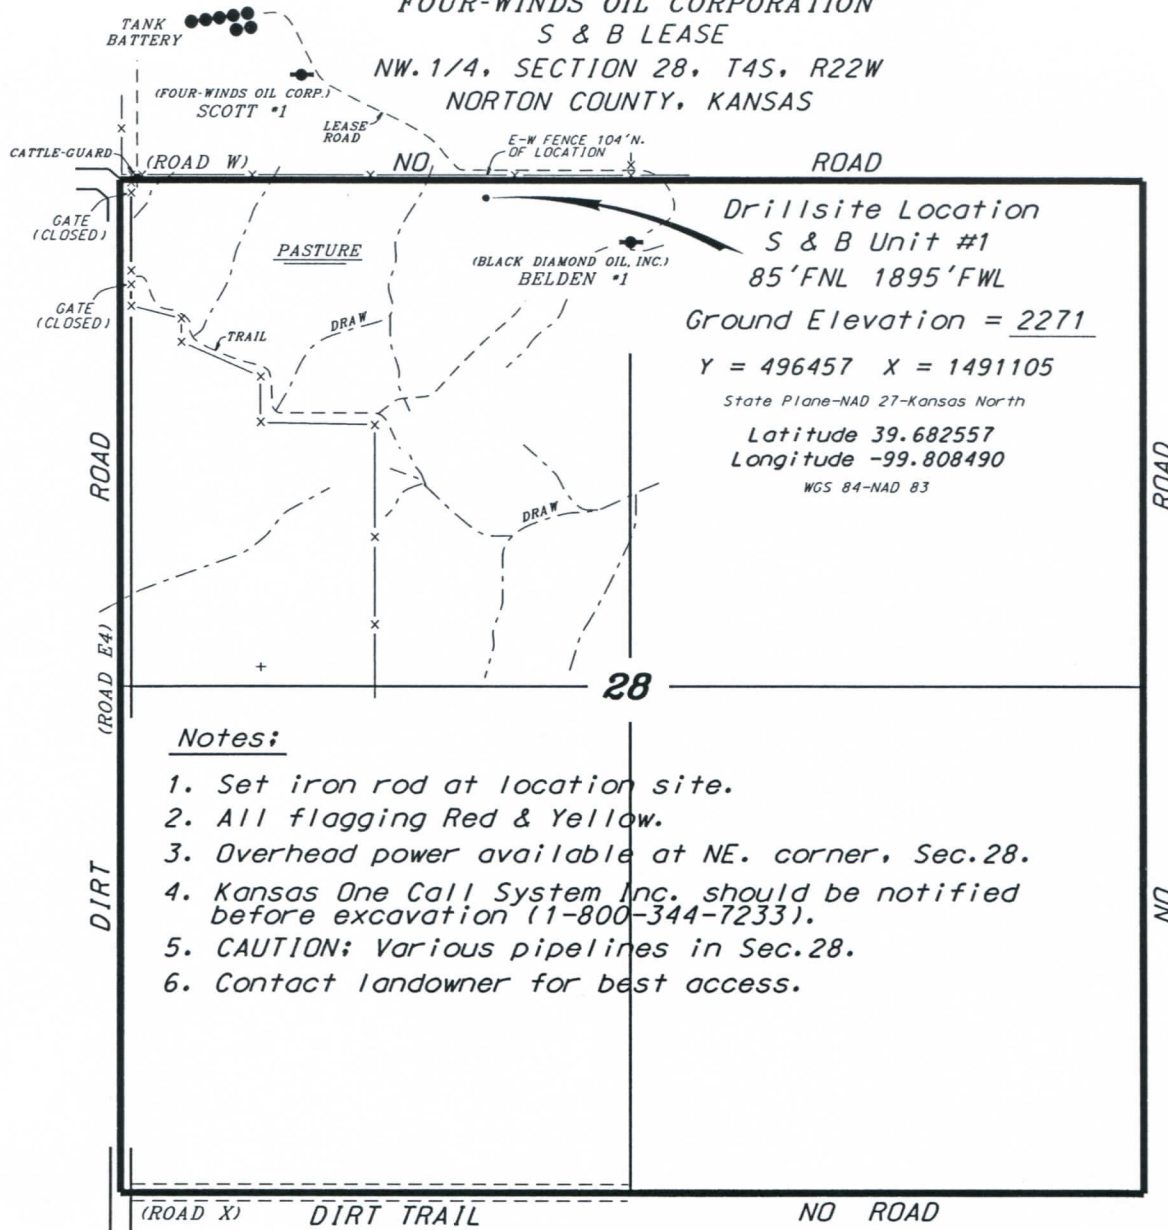 FOUR-WINDS OIL CORPORATION
S & B LEASE
NW.1/4, SECTION 28, T4S, R22W
NORTON COUNTY, KANSAS
TANK
BATTERY
(FOUR-WINDS OIL CORP.)
SCOTT #1
LEASE
ROAD
E-W FENCE 104'N.
OF LOCATION
CATTLE-GUARD
(ROAD W)
NO
ROAD
GATE
(CLOSED)
PASTURE
(BLACK DIAMOND OIL, INC.)
BELDEN #1
Drillsite Location
S & B Unit #1
85'FNL 1895'FWL
Ground Elevation = 2271
Y = 496457 X = 1491105
State Plane-NAD 27-Kansas North
Latitude 39.682557
Longitude -99.808490
WGS 84-NAD 83
GATE
(CLOSED)
TRAIL
DRAW
DRAW
ROAD
ROAD
(ROAD E4)
28
Notes:
1. Set iron rod at location site.
2. All flagging Red & Yellow.
3. Overhead power available at NE. corner, Sec.28.
4. Kansas One Call System Inc. should be notified
before excavation (1-800-344-7233).
5. CAUTION: Various pipelines in Sec.28.
6. Contact landowner for best access.
DIRT
NO
(ROAD X)
DIRT TRAIL
NO ROAD